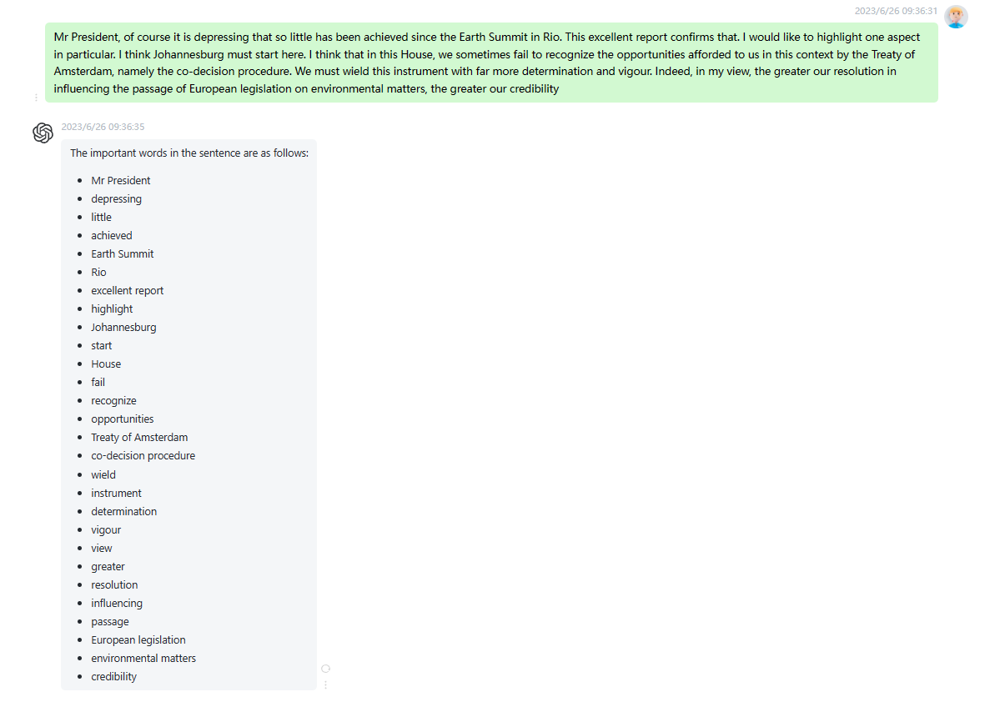 2023/6/26 09:36:31
Mr President, of course it is depressing that so little has been achieved since the Earth Summit in Rio. This excellent report confirms that. I would like to highlight one aspect
in particular. I think Johannesburg must start here. I think that in this House, we sometimes fail to recognize the opportunities afforded to us in this context by the Treaty of
Amsterdam, namely the co-decision procedure. We must wield this instrument with far more determination and vigour. Indeed, in my view, the greater our resolution in
influencing the passage of European legislation on environmental matters, the greater our credibility
2023/6/26 09:36:35
The important words in the sentence are as follows:
• Mr President
• depressing
• little
• achieved
• Earth Summit
• Rio
• excellent report
• highlight
• Johannesburg
• start
• House
• fail
• recognize
• opportunities
• Treaty of Amsterdam
• co-decision procedure
• wield
• instrument
• determination
• vigour
• view
• greater
• resolution
• influencing
• passage
• European legislation
• environmental matters
• credibility